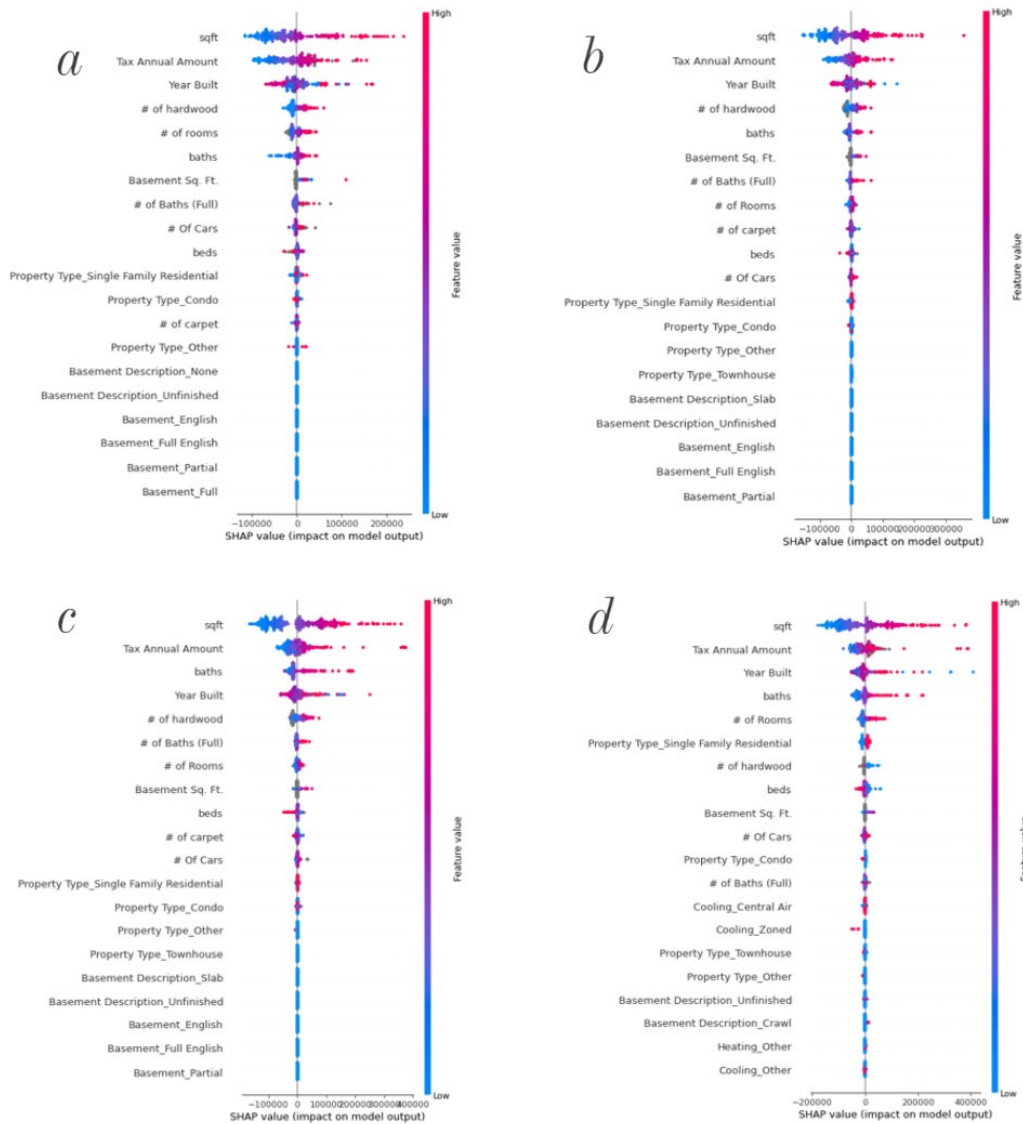 a
High
sqft
Tax Annual Amount
Year Built
# of hardwood
# of rooms
baths
Basement Sq. Ft.
# of Baths (Full)
# Of Cars
beds
Property Type_Single Family Residential
Property Type_Condo
# of carpet
Property Type_Other
Basement Description_None
Basement Description_Unfinished
Basement_English
Basement_Full English
Basement_Partial
Basement_Full
Feature value
Low
−100000 0 100000 200000
SHAP value (impact on model output)
b
High
sqft
Tax Annual Amount
Year Built
# of hardwood
baths
Basement Sq. Ft.
# of Baths (Full)
# of Rooms
# of carpet
beds
# Of Cars
Property Type_Single Family Residential
Property Type_Condo
Property Type_Other
Property Type_Townhouse
Basement Description_Slab
Basement Description_Unfinished
Basement_English
Basement_Full English
Basement_Partial
Feature value
Low
−100000 0 100000 200000 300000
SHAP value (impact on model output)
c
High
sqft
Tax Annual Amount
baths
Year Built
# of hardwood
# of Baths (Full)
# of Rooms
Basement Sq. Ft.
beds
# of carpet
# Of Cars
Property Type_Single Family Residential
Property Type_Condo
Property Type_Other
Property Type_Townhouse
Basement Description_Slab
Basement Description_Unfinished
Basement_English
Basement_Full English
Basement_Partial
Feature value
Low
−100000 0 100000 200000 300000 400000
SHAP value (impact on model output)
d
High
sqft
Tax Annual Amount
Year Built
baths
# of Rooms
Property Type_Single Family Residential
# of hardwood
beds
Basement Sq. Ft.
# Of Cars
Property Type_Condo
# of Baths (Full)
Cooling_Central Air
Cooling_Zoned
Property Type_Townhouse
Property Type_Other
Basement Description_Unfinished
Basement Description_Crawl
Heating_Other
Cooling_Other
Feature value
Low
−200000 0 200000 400000
SHAP value (impact on model output)